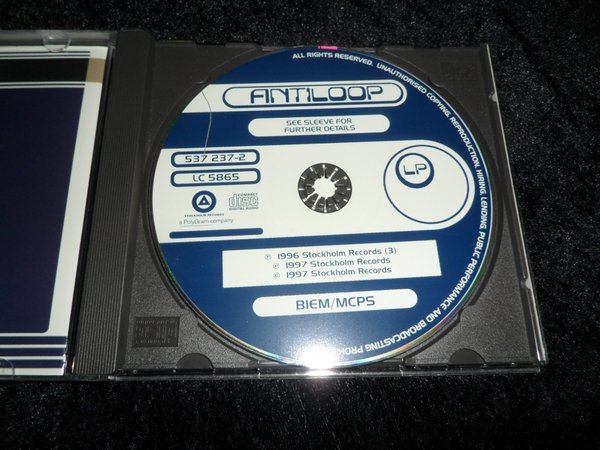 ALL RIGHTS RESERVED. UNAUTHORISED COPYING, REPRODUCTION, HIRING, LENDING, PUBLIC PERFORMANCE AND BROADCASTING PROHI
ANTILOOP
SEE SLEEVE FOR
FURTHER DETAILS
537 237-2
LC 5865
LP
STOCKHOLM RECORDS
a PolyGram company
COMPACT
disc
DIGITAL AUDIO
℗ 1996 Stockholm Records (3)
℗ 1997 Stockholm Records
© 1997 Stockholm Records
BIEM/MCPS